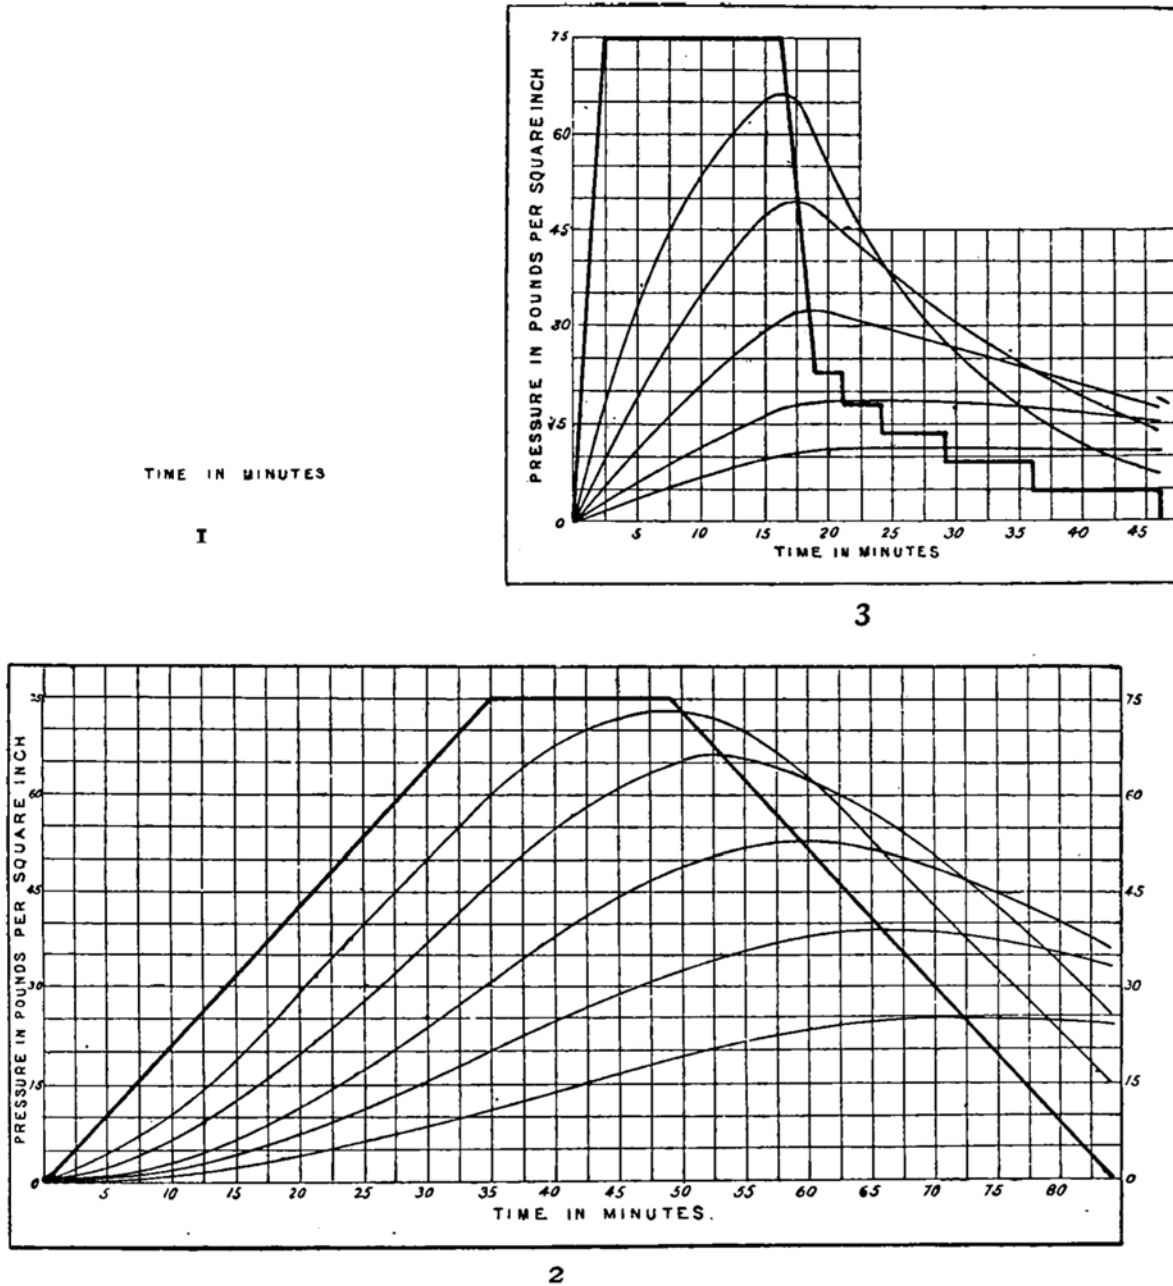 75
60
45
30
15
0
PRESSURE IN POUNDS PER SQUARE INCH
5 10 15 20 25 30 35 40 45
TIME IN MINUTES
3
TIME IN MINUTES
I
75
60
45
30
15
0
PRESSURE IN POUNDS PER SQUARE INCH
75
60
45
30
15
0
5 10 15 20 25 30 35 40 45 50 55 60 65 70 75 80
TIME IN MINUTES.
2